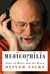 MUSICOPHILIA
Tales of Music and the Brain
OLIVER SACKS